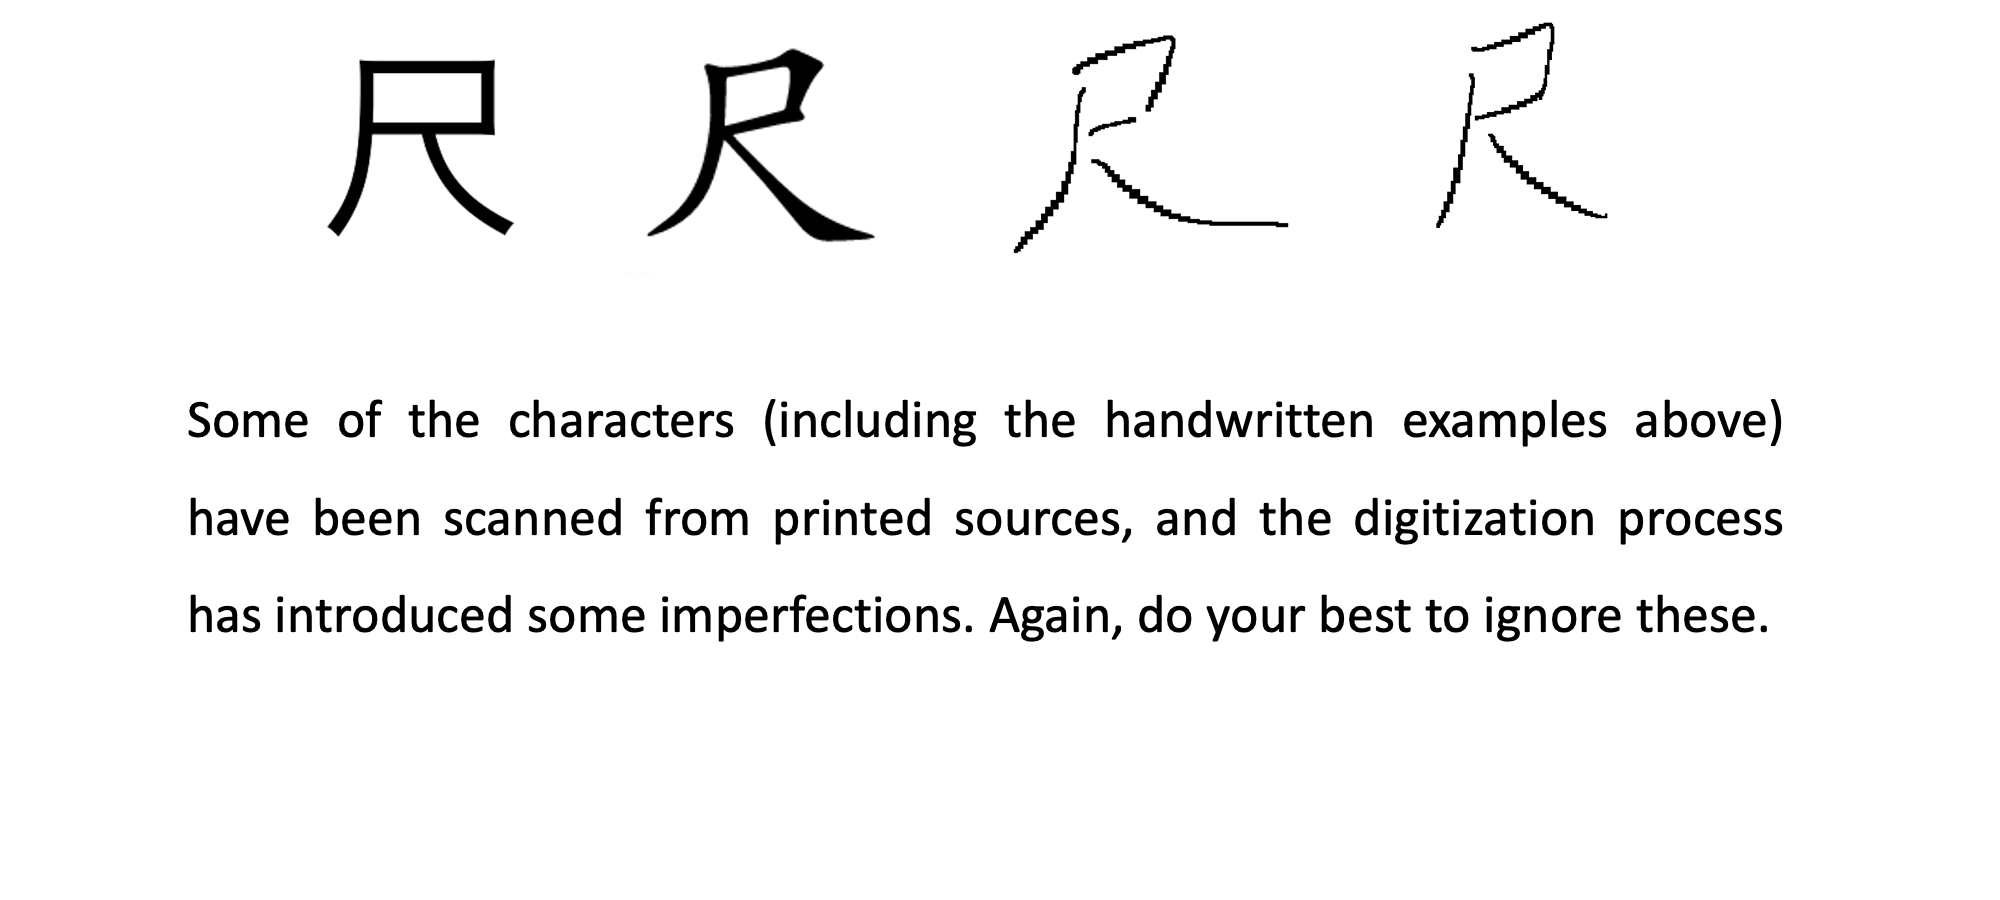 尺 尺 尺 尺
Some of the characters (including the handwritten examples above)
have been scanned from printed sources, and the digitization process
has introduced some imperfections. Again, do your best to ignore these.